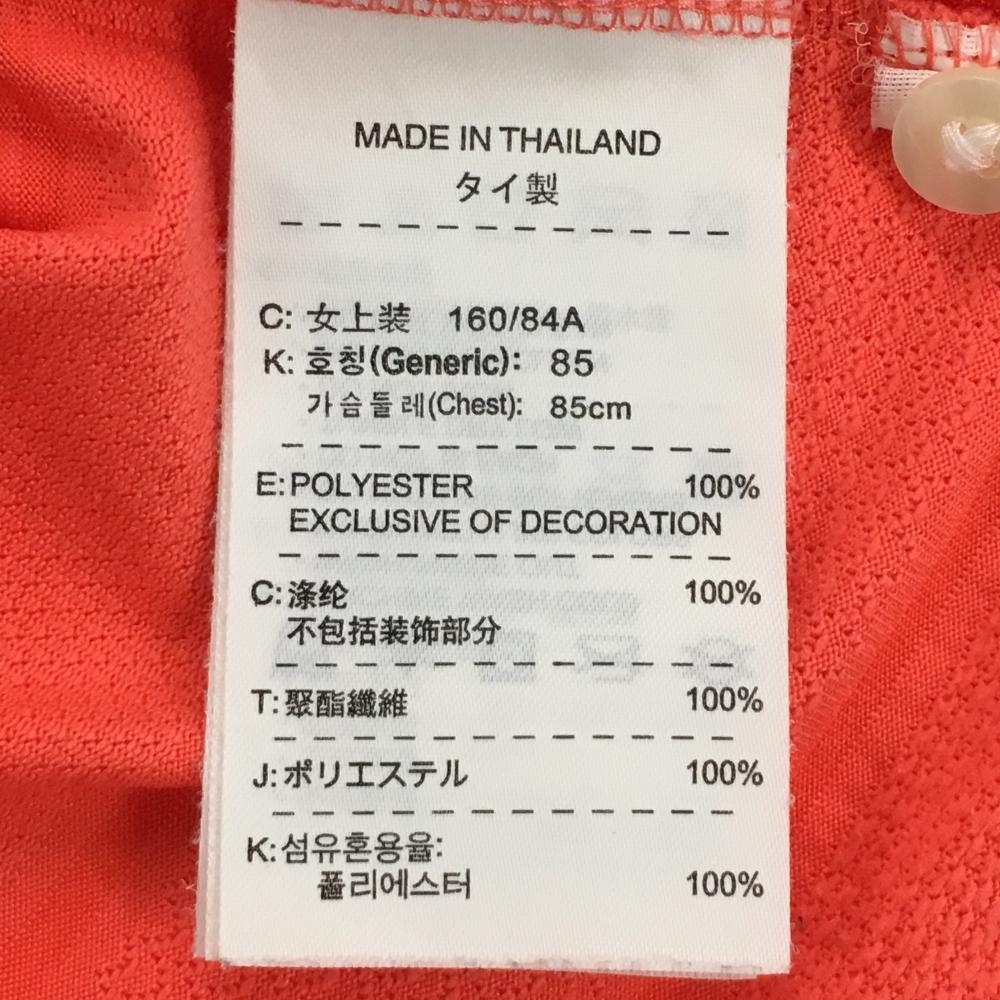 MADE IN THAILAND
タイ製
C: 女上装 160/84A
K: 호칭(Generic): 85
가슴둘레(Chest): 85cm
E: POLYESTER 100%
EXCLUSIVE OF DECORATION
C: 涤纶 100%
不包括装饰部分
T: 聚酯纖維 100%
J: ポリエステル 100%
K: 섬유혼용율:
폴리에스터 100%